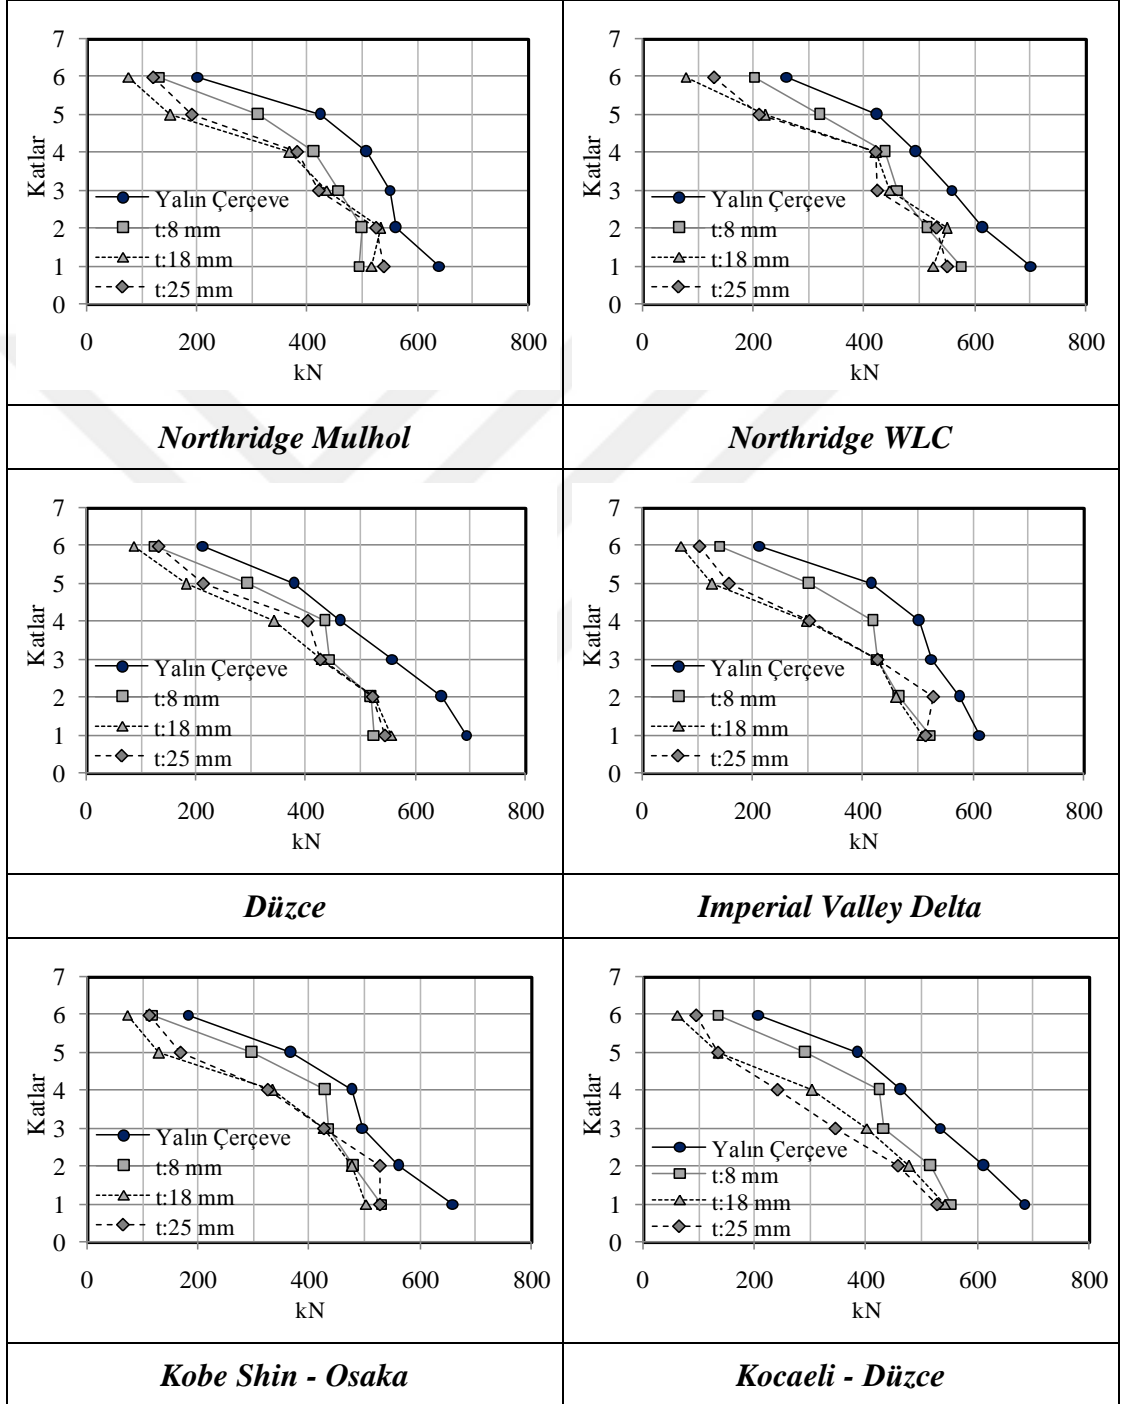 7
6
5
4
3
2
1
0
Katlar
Yalın Çerçeve
t:8 mm
t:18 mm
t:25 mm
0 200 400 600 800
kN
Northridge Mulhol
7
6
5
4
3
2
1
0
Katlar
Yalın Çerçeve
t:8 mm
t:18 mm
t:25 mm
0 200 400 600 800
kN
Northridge WLC
7
6
5
4
3
2
1
0
Katlar
Yalın Çerçeve
t:8 mm
t:18 mm
t:25 mm
0 200 400 600 800
kN
Düzce
7
6
5
4
3
2
1
0
Katlar
Yalın Çerçeve
t:8 mm
t:18 mm
t:25 mm
0 200 400 600 800
kN
Imperial Valley Delta
7
6
5
4
3
2
1
0
Katlar
Yalın Çerçeve
t:8 mm
t:18 mm
t:25 mm
0 200 400 600 800
kN
Kobe Shin - Osaka
7
6
5
4
3
2
1
0
Katlar
Yalın Çerçeve
t:8 mm
t:18 mm
t:25 mm
0 200 400 600 800
kN
Kocaeli - Düzce